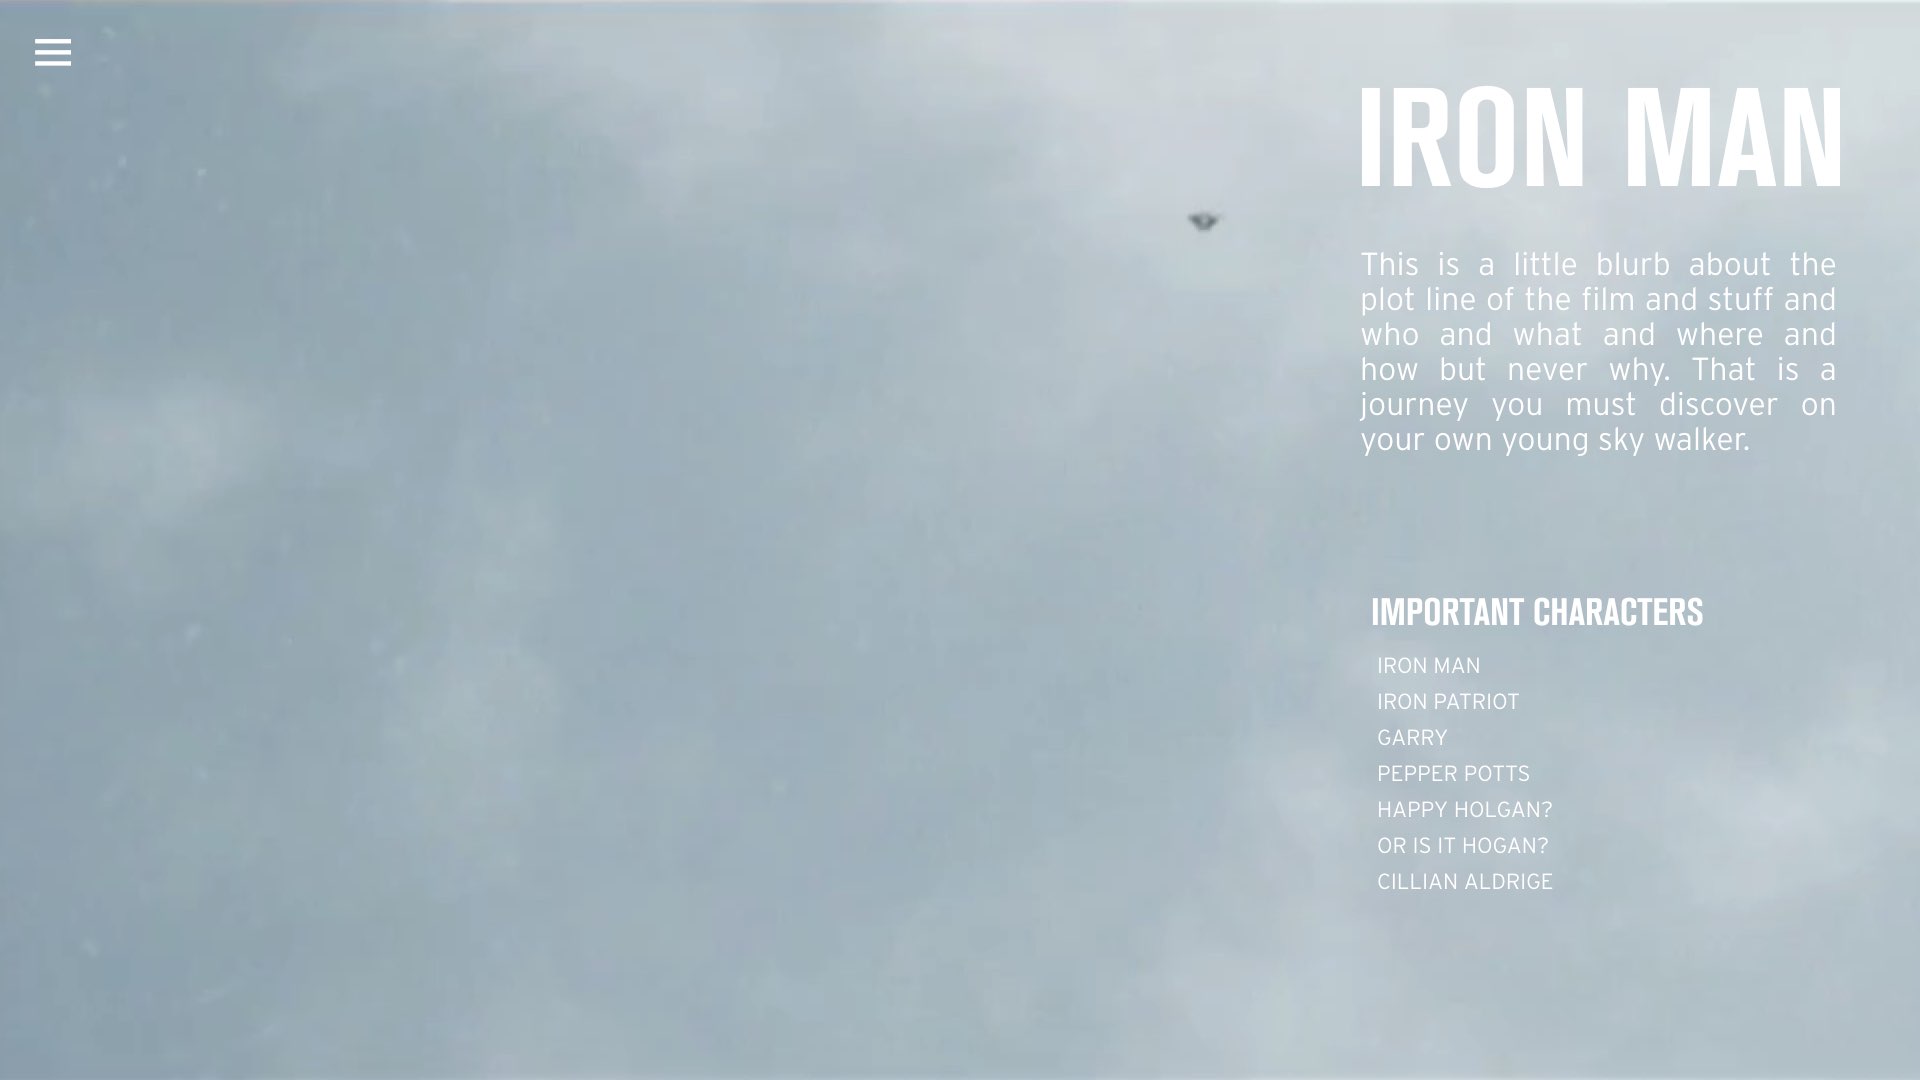 IRON MAN
This is a little blurb about the
plot line of the film and stuff and
who and what and where and
how but never why. That is a
journey you must discover on
your own young sky walker.
IMPORTANT CHARACTERS
IRON MAN
IRON PATRIOT
GARRY
PEPPER POTTS
HAPPY HOLGAN?
OR IS IT HOGAN?
CILLIAN ALDRIGE